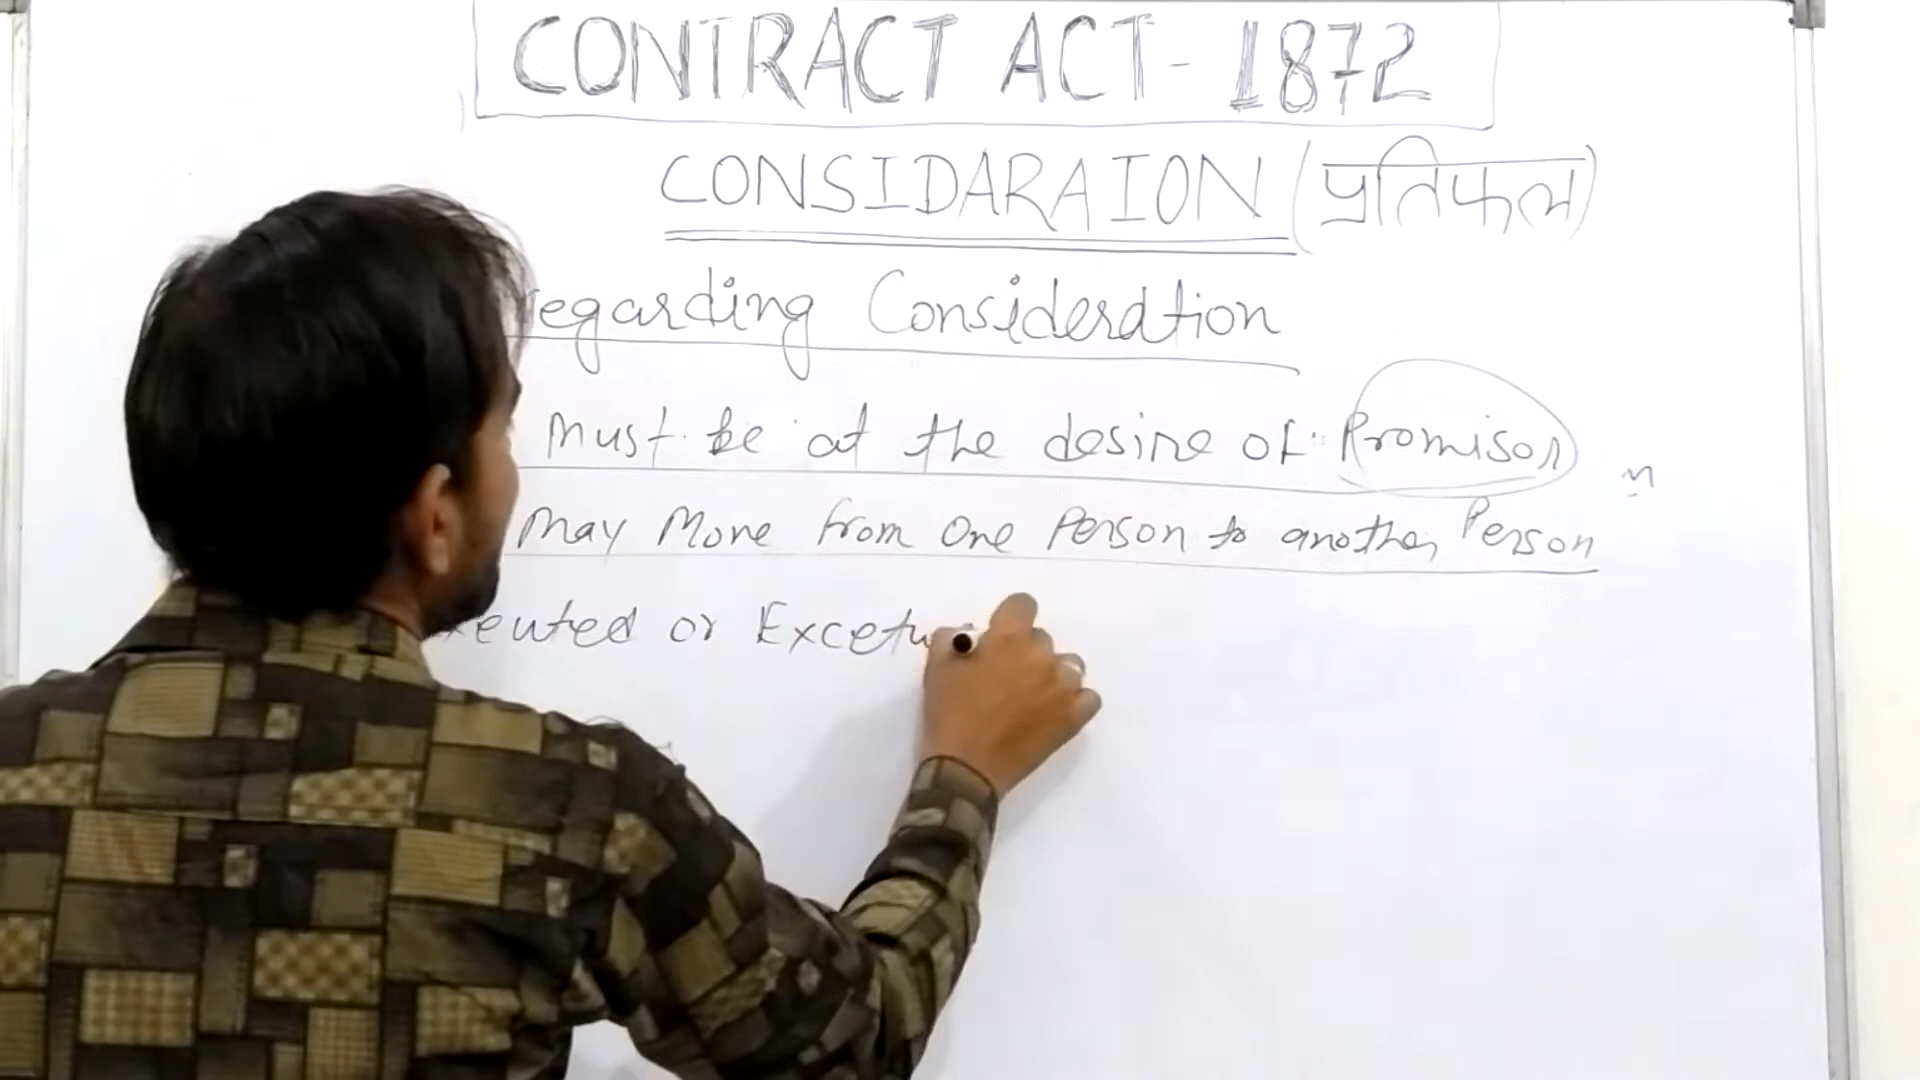 CONTRACT ACT - 1872
CONSIDARAION (प्रतिफल)
regarding Consideration
Must be at the desire of Promisor
May Move from One Person to another Person
xeuted or Excetu